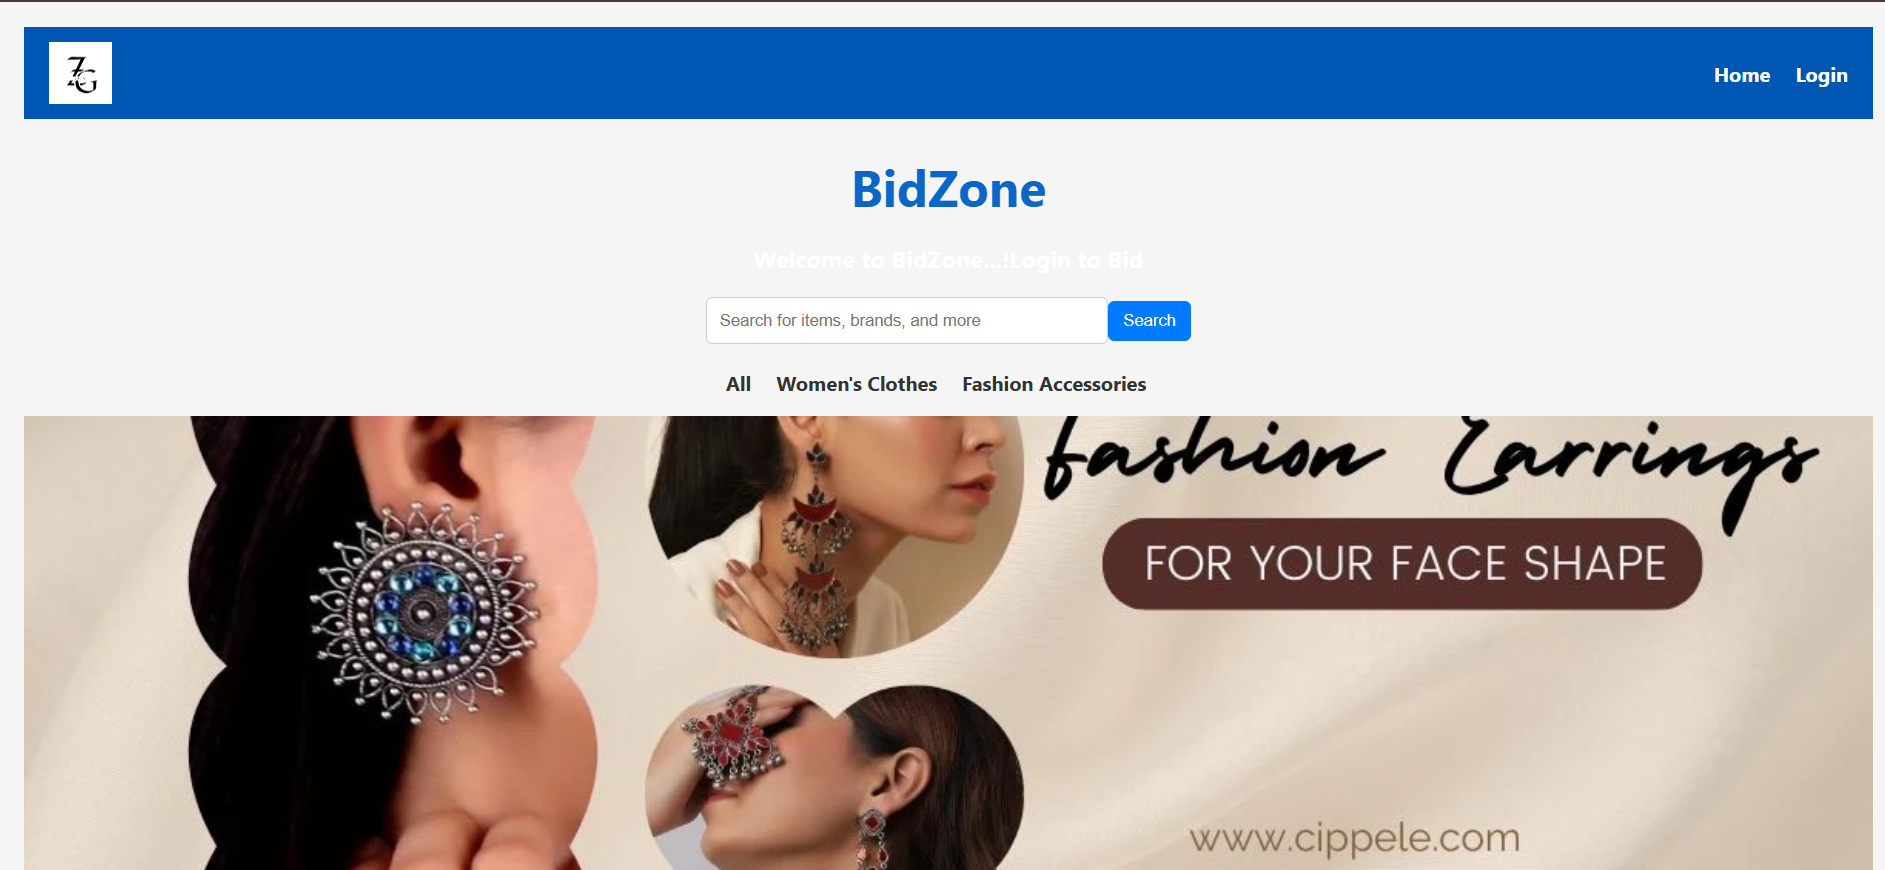 ZG
Home Login
BidZone
Welcome to BidZone...!Login to Bid
Search for items, brands, and more Search
All Women's Clothes Fashion Accessories
fashion Earrings
FOR YOUR FACE SHAPE
www.cippele.com